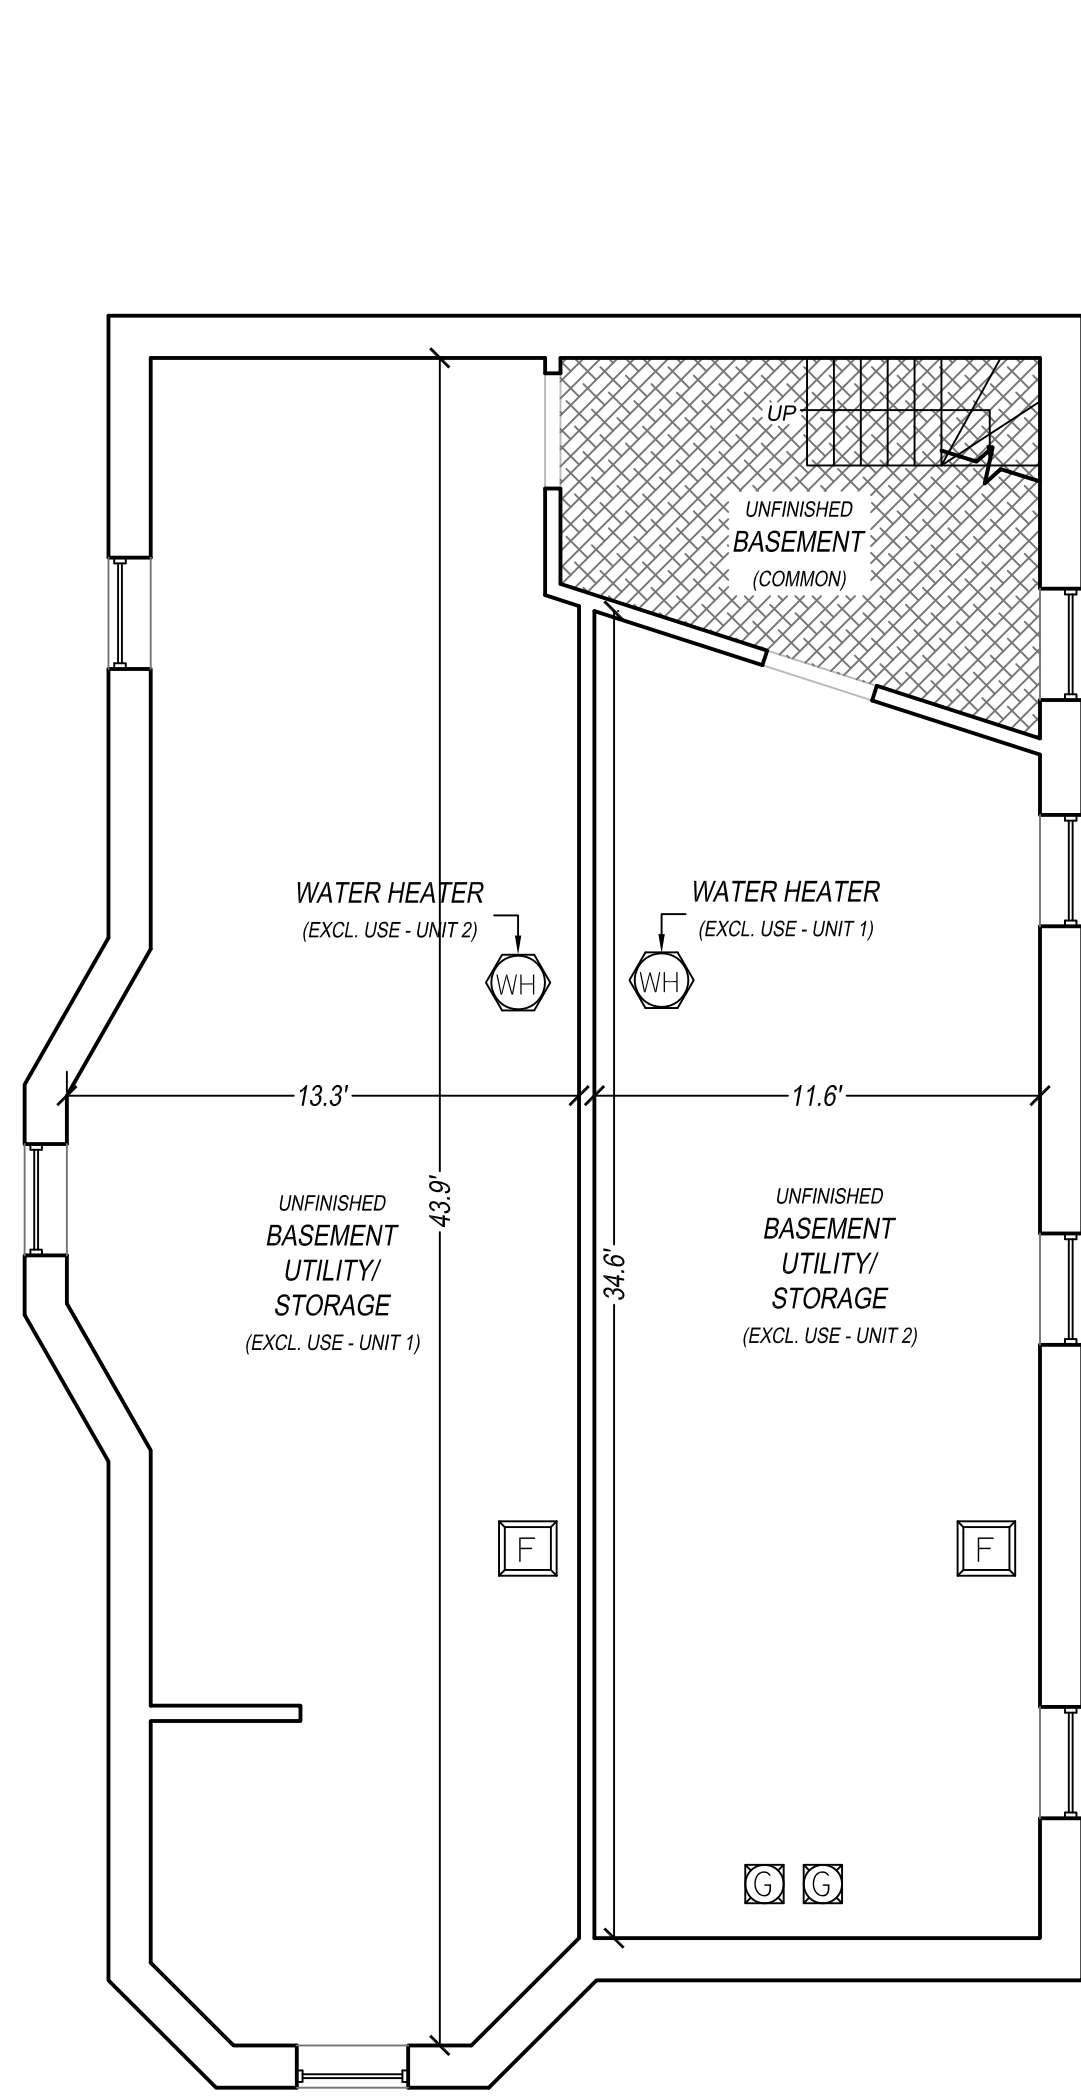 UP
UNFINISHED
BASEMENT
(COMMON)
WATER HEATER
(EXCL. USE - UNIT 2)
WH
WATER HEATER
(EXCL. USE - UNIT 1)
WH
13.3'
11.6'
43.9'
34.6'
UNFINISHED
BASEMENT
UTILITY/
STORAGE
(EXCL. USE - UNIT 1)
UNFINISHED
BASEMENT
UTILITY/
STORAGE
(EXCL. USE - UNIT 2)
F
F
G G